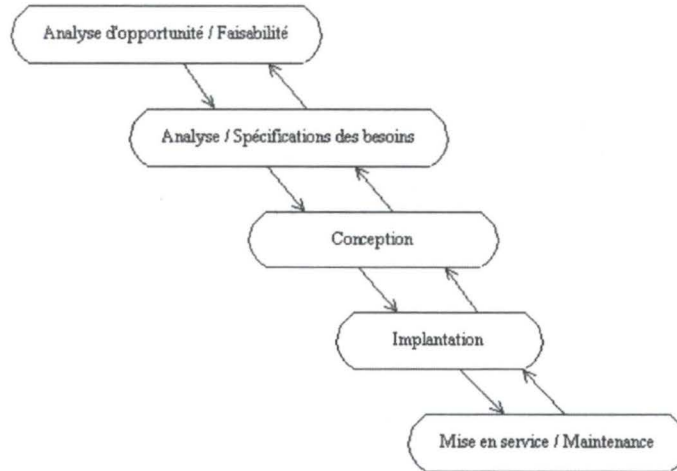 Analyse d'opportunité / Faisabilité
Analyse / Spécifications des besoins
Conception
Implantation
Mise en service / Maintenance